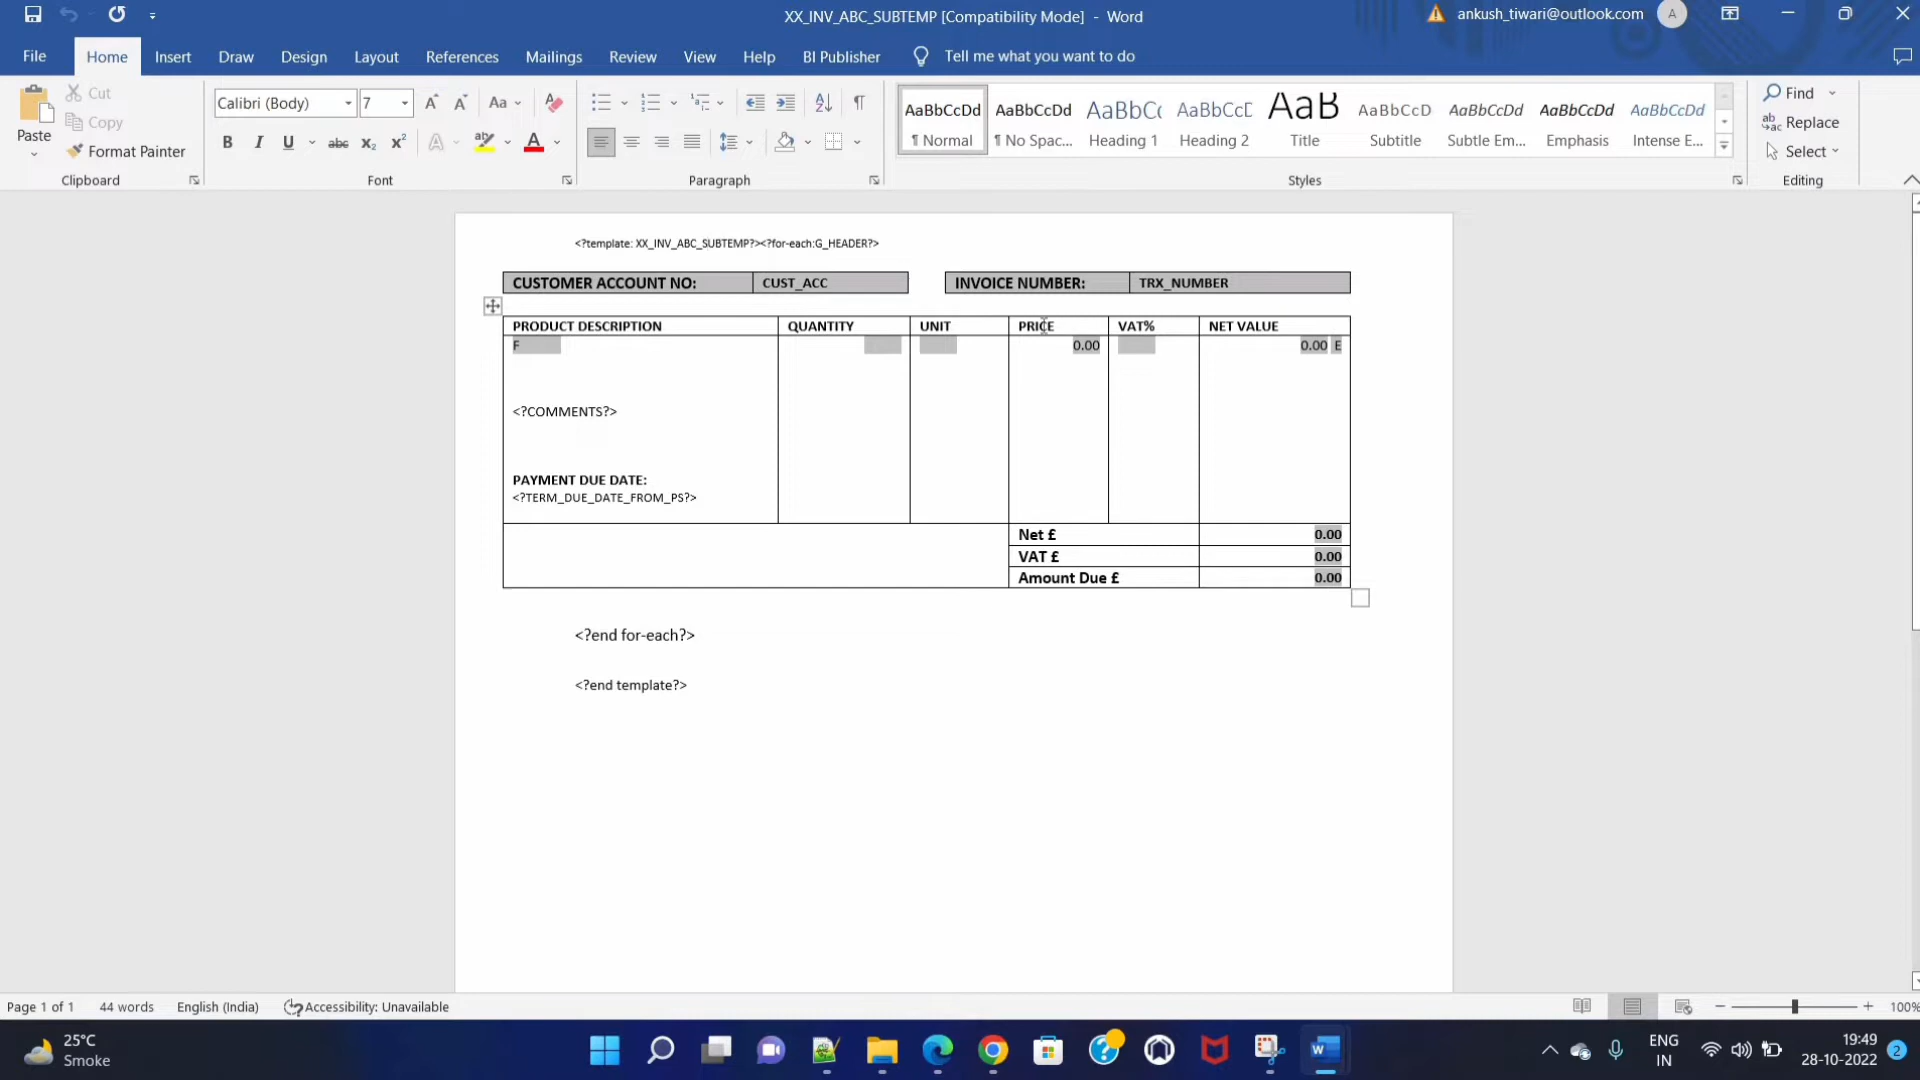 XX_INV_ABC_SUBTEMP [Compatibility Mode] - Word
ankush_tiwari@outlook.com
A
File Home Insert Draw Design Layout References Mailings Review View Help BI Publisher Tell me what you want to do
Paste
Cut
Copy
Format Painter
Clipboard
Calibri (Body) 7
Font
Paragraph
AaBbCcDd AaBbCcDd AaBbCc AaBbCcD AaB AaBbCcD AaBbCcDd AaBbCcDd AaBbCcDd
¶ Normal ¶ No Spac... Heading 1 Heading 2 Title Subtitle Subtle Em... Emphasis Intense E...
Styles
Find
Replace
Select
Editing
<?template: XX_INV_ABC_SUBTEMP?><?for-each:G_HEADER?>
CUSTOMER ACCOUNT NO: CUST_ACC INVOICE NUMBER: TRX_NUMBER
PRODUCT DESCRIPTION QUANTITY UNIT PRICE VAT% NET VALUE
F 0.00 0.00 E
<?COMMENTS?>
PAYMENT DUE DATE:
<?TERM_DUE_DATE_FROM_PS?>
Net £ 0.00
VAT £ 0.00
Amount Due £ 0.00
<?end for-each?>
<?end template?>
Page 1 of 1 44 words English (India) Accessibility: Unavailable 100%
25°C
Smoke
ENG
IN
19:49
28-10-2022
2